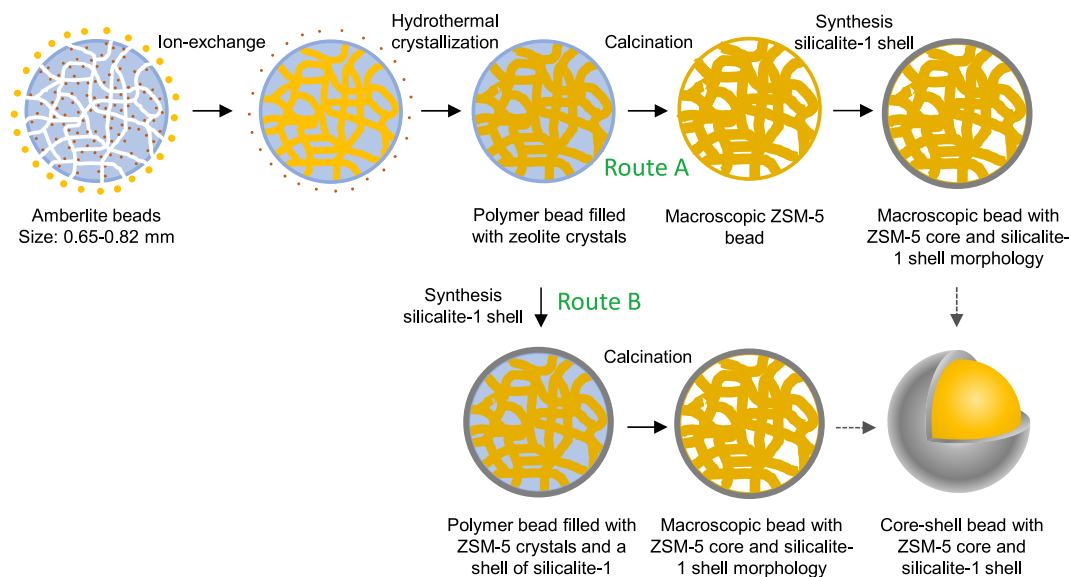 Ion-exchange
Hydrothermal
crystallization
Calcination
Synthesis
silicalite-1 shell
Route A
Amberlite beads
Size: 0.65-0.82 mm
Polymer bead filled
with zeolite crystals
Macroscopic ZSM-5
bead
Macroscopic bead with
ZSM-5 core and silicalite-
1 shell morphology
Synthesis
silicalite-1 shell
Route B
Calcination
Polymer bead filled with
ZSM-5 crystals and a
shell of silicalite-1
Macroscopic bead with
ZSM-5 core and silicalite-
1 shell morphology
Core-shell bead with
ZSM-5 core and
silicalite-1 shell